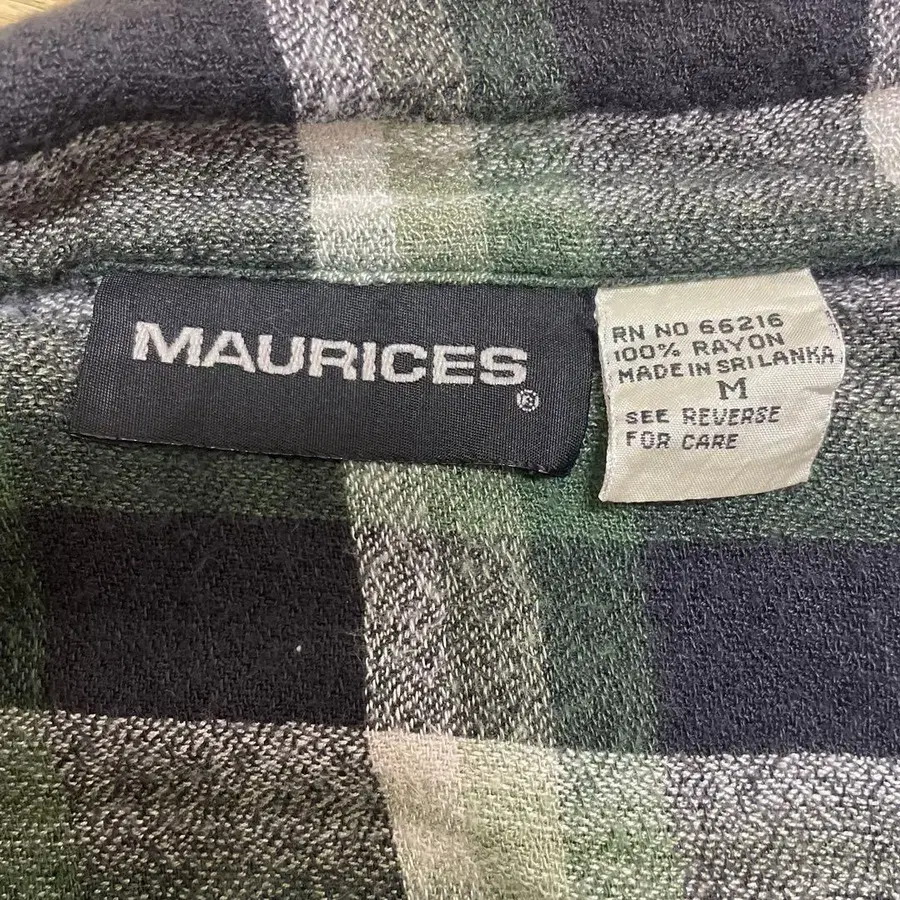 MAURICES®
RN NO 66216
100% RAYON
MADE IN SRI LANKA
M
SEE REVERSE
FOR CARE